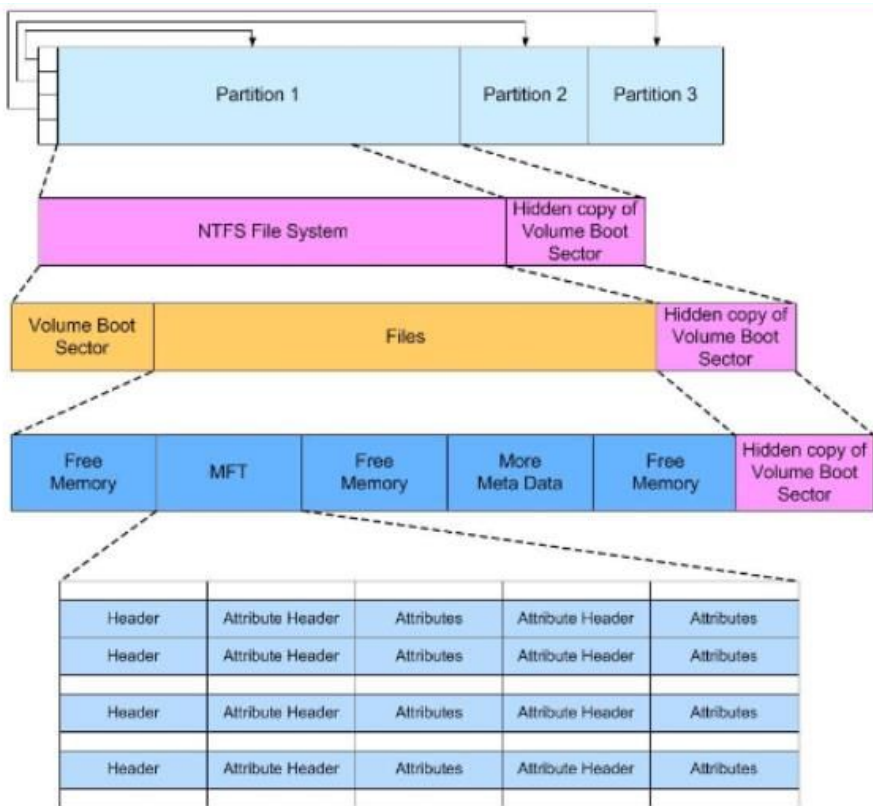 Partition 1
Partition 2
Partition 3
NTFS File System
Hidden copy of
Volume Boot
Sector
Volume Boot
Sector
Files
Hidden copy of
Volume Boot
Sector
Free
Memory
MFT
Free
Memory
More
Meta Data
Free
Memory
Hidden copy of
Volume Boot
Sector
Header Attribute Header Attributes Attribute Header Attributes
Header Attribute Header Attributes Attribute Header Attributes
Header Attribute Header Attributes Attribute Header Attributes
Header Attribute Header Attributes Attribute Header Attributes